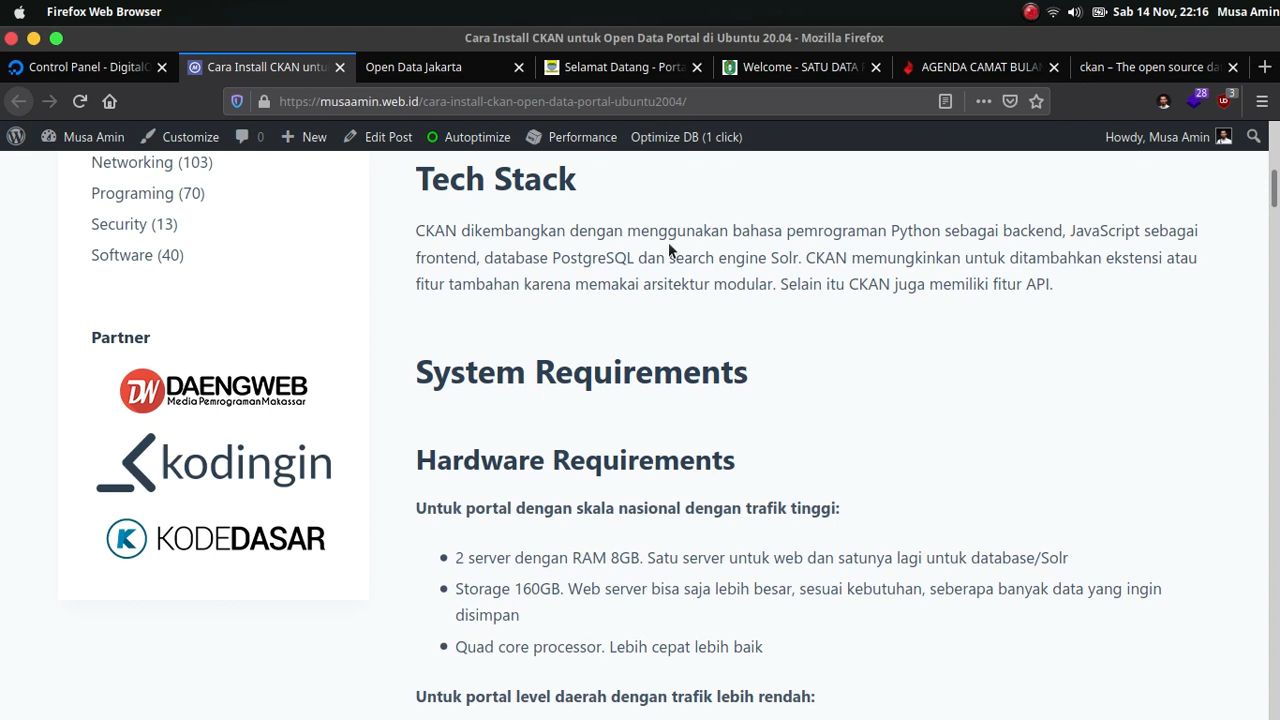 Firefox Web Browser
Sab 14 Nov, 22:16 Musa Amin
Cara Install CKAN untuk Open Data Portal di Ubuntu 20.04 - Mozilla Firefox
Control Panel - DigitalC
Cara Install CKAN untu
Open Data Jakarta
Selamat Datang - Porta
Welcome - SATU DATA
AGENDA CAMAT BULA
ckan – The open source da
https://musaamin.web.id/cara-install-ckan-open-data-portal-ubuntu2004/
28
3
Musa Amin
Customize
0
New
Edit Post
Autoptimize
Performance
Optimize DB (1 click)
Howdy, Musa Amin
Networking (103)
Programing (70)
Security (13)
Software (40)
Partner
DW DAENGWEB
Media Pemrograman Makassar
kodingin
K KODEDASAR
Tech Stack
CKAN dikembangkan dengan menggunakan bahasa pemrograman Python sebagai backend, JavaScript sebagai
frontend, database PostgreSQL dan search engine Solr. CKAN memungkinkan untuk ditambahkan ekstensi atau
fitur tambahan karena memakai arsitektur modular. Selain itu CKAN juga memiliki fitur API.
System Requirements
Hardware Requirements
Untuk portal dengan skala nasional dengan trafik tinggi:
2 server dengan RAM 8GB. Satu server untuk web dan satunya lagi untuk database/Solr
Storage 160GB. Web server bisa saja lebih besar, sesuai kebutuhan, seberapa banyak data yang ingin
disimpan
Quad core processor. Lebih cepat lebih baik
Untuk portal level daerah dengan trafik lebih rendah: